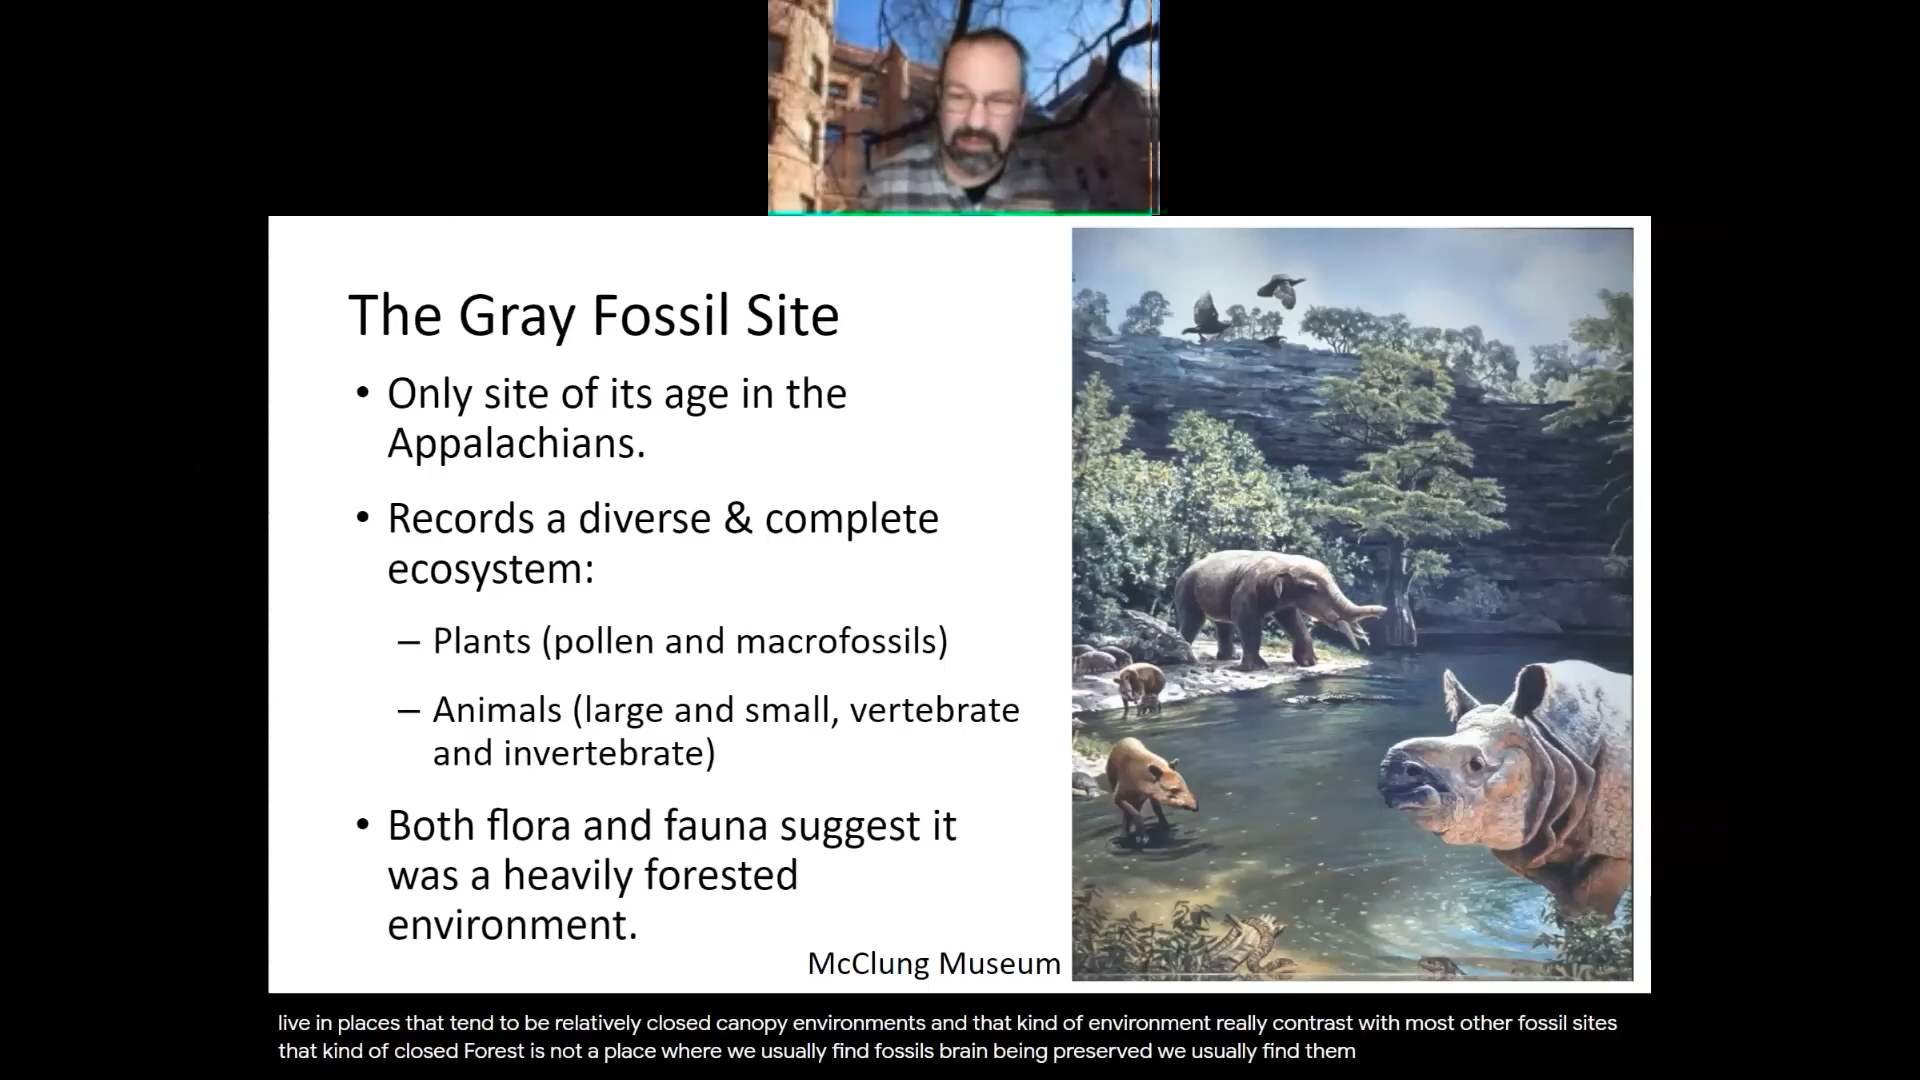 The Gray Fossil Site
• Only site of its age in the
Appalachians.
• Records a diverse & complete
ecosystem:
– Plants (pollen and macrofossils)
– Animals (large and small, vertebrate
and invertebrate)
• Both flora and fauna suggest it
was a heavily forested
environment.
McClung Museum
live in places that tend to be relatively closed canopy environments and that kind of environment really contrast with most other fossil sites
that kind of closed Forest is not a place where we usually find fossils brain being preserved we usually find them